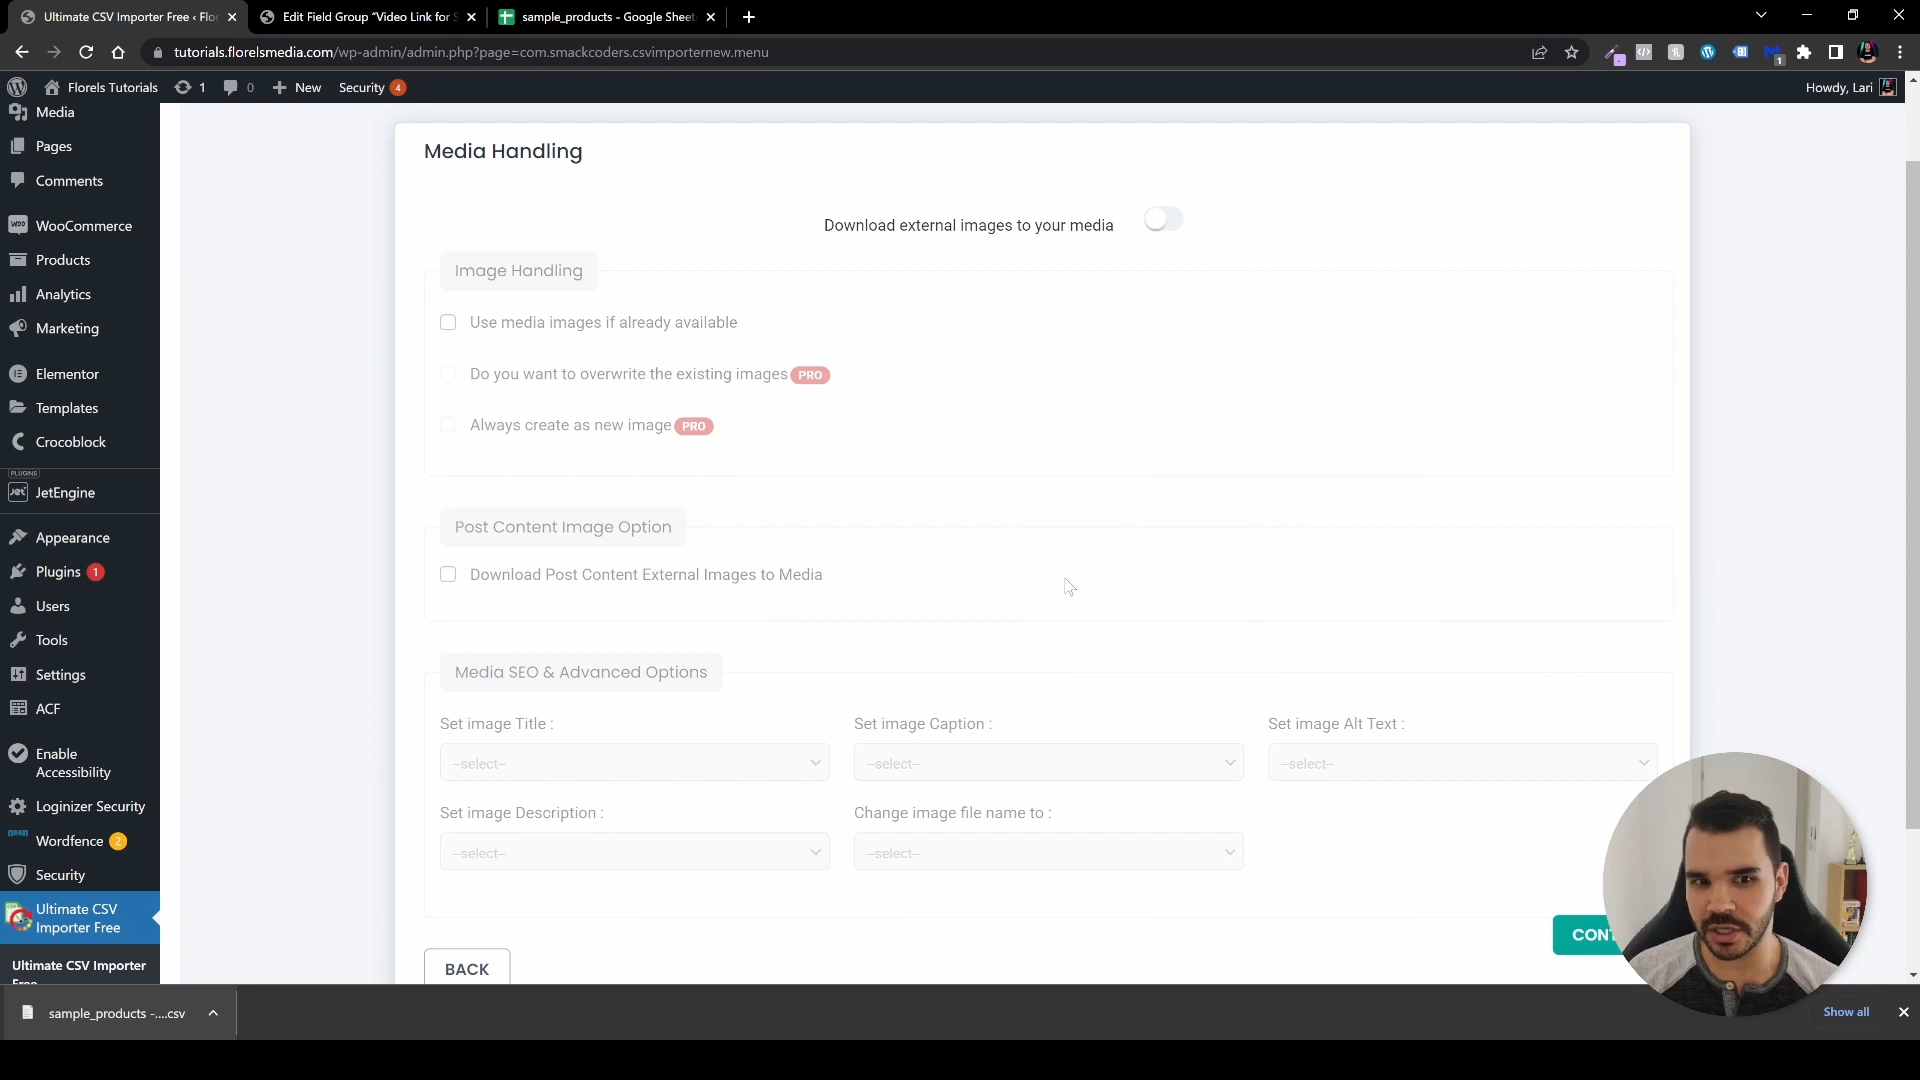 Ultimate CSV Importer Free ‹ Flor
Edit Field Group “Video Link for S
sample_products - Google Sheet
tutorials.florelsmedia.com/wp-admin/admin.php?page=com.smackcoders.csvimporternew.menu
1
Florels Tutorials
1
0
New
Security 4
Howdy, Lari
Media
Pages
Comments
WooCommerce
Products
Analytics
Marketing
Elementor
Templates
Crocoblock
PLUGINS
JetEngine
Appearance
Plugins 1
Users
Tools
Settings
ACF
Enable
Accessibility
Loginizer Security
Wordfence 2
Security
Ultimate CSV
Importer Free
Ultimate CSV Importer
Free
Media Handling
Download external images to your media
Image Handling
Use media images if already available
Do you want to overwrite the existing images PRO
Always create as new image PRO
Post Content Image Option
Download Post Content External Images to Media
Media SEO & Advanced Options
Set image Title :
Set image Caption :
Set image Alt Text :
--select--
--select--
--select--
Set image Description :
Change image file name to :
--select--
--select--
CONT
BACK
sample_products -....csv
Show all